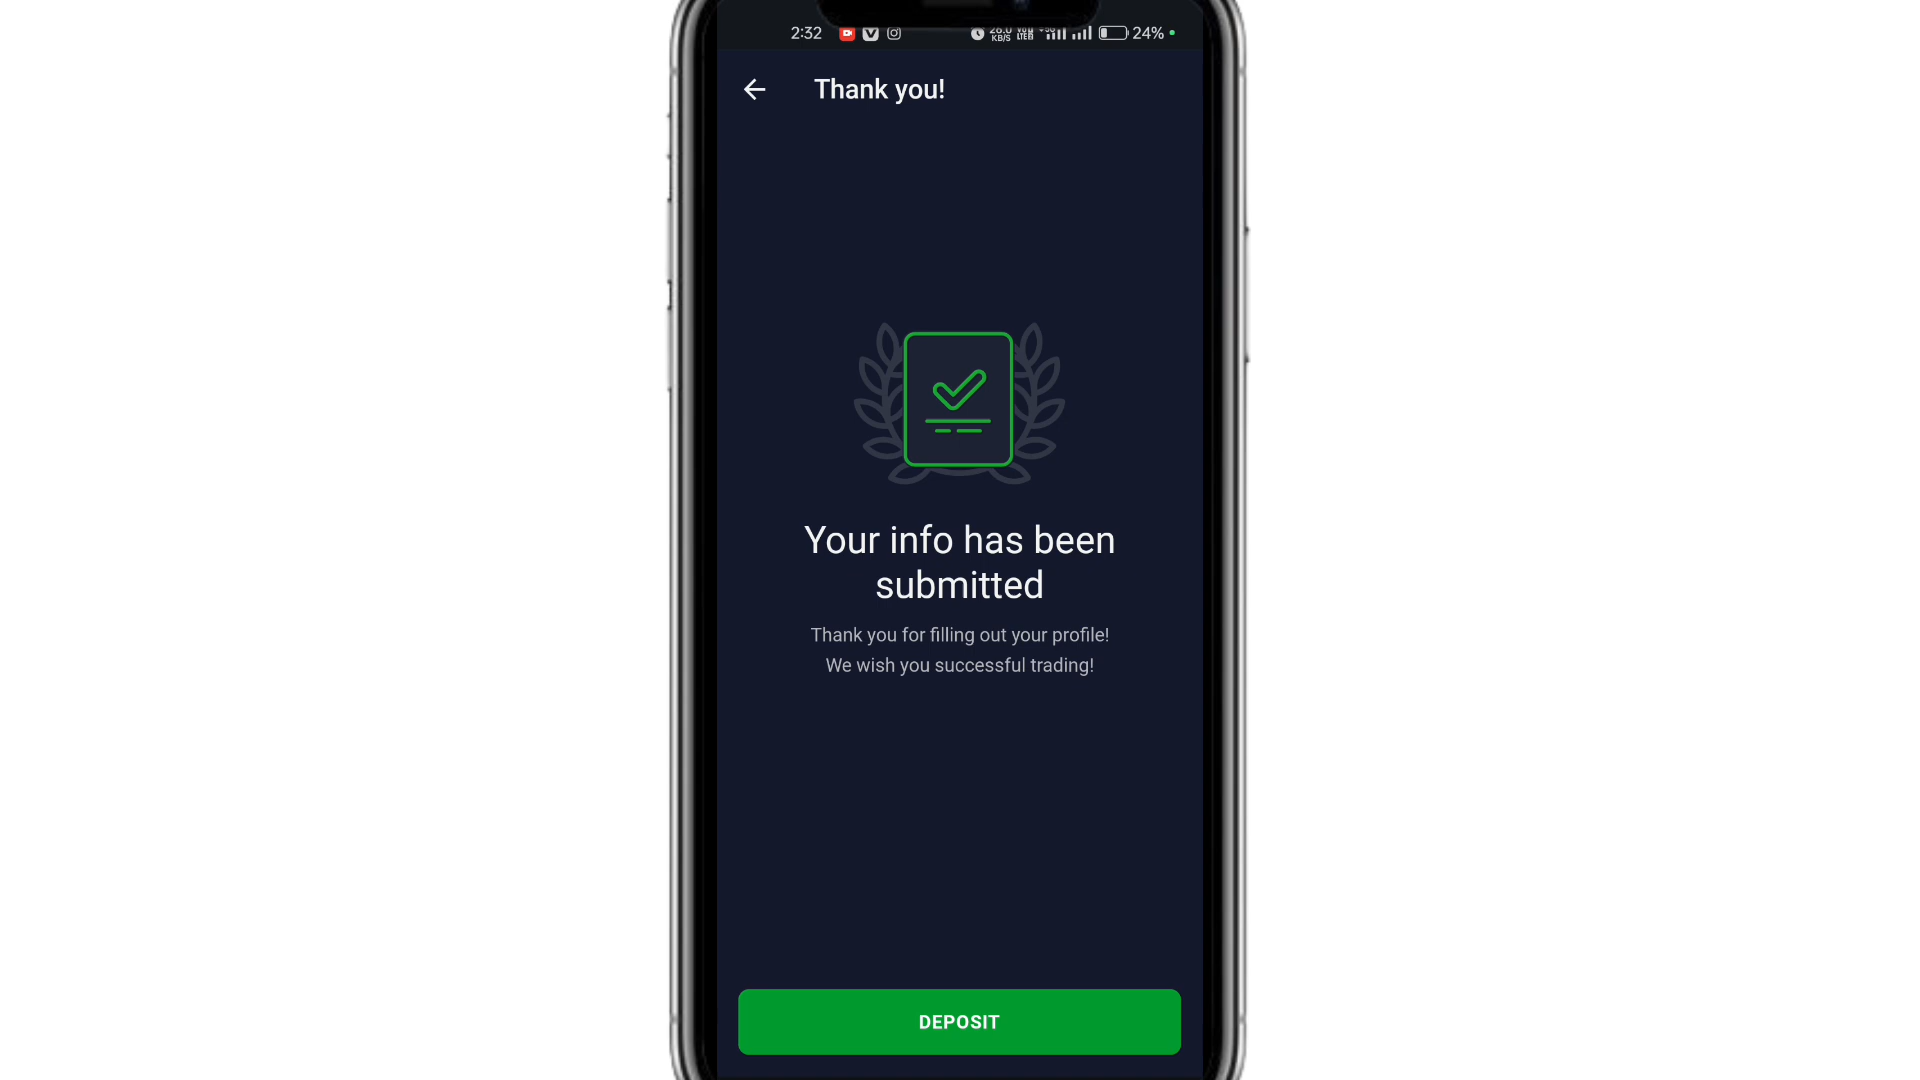 2:32
KB/S
24%
Thank you!
Your info has been
submitted
Thank you for filling out your profile!
We wish you successful trading!
DEPOSIT